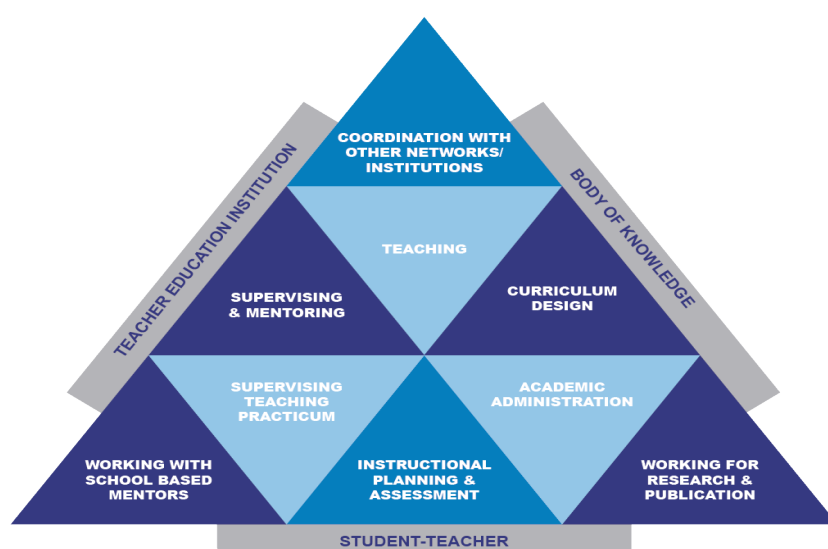 COORDINATION WITH
OTHER NETWORKS/
INSTITUTIONS
TEACHER EDUCATION INSTITUTION
BODY OF KNOWLEDGE
TEACHING
SUPERVISING
& MENTORING
CURRICULUM
DESIGN
SUPERVISING
TEACHING
PRACTICUM
ACADEMIC
ADMINISTRATION
WORKING WITH
SCHOOL BASED
MENTORS
INSTRUCTIONAL
PLANNING &
ASSESSMENT
WORKING FOR
RESEARCH &
PUBLICATION
STUDENT-TEACHER